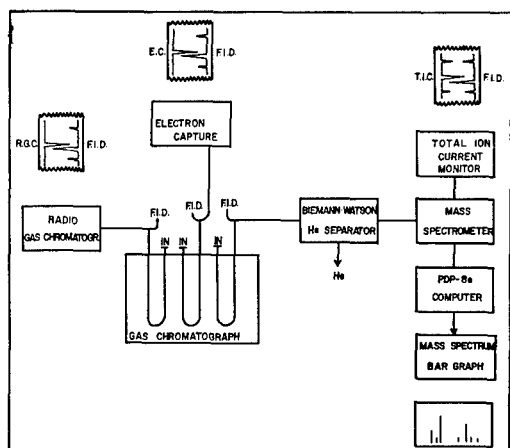 E.C.
F.I.D.
T.I.C.
F.I.D.
R.G.C.
F.I.D.
ELECTRON
CAPTURE
TOTAL ION
CURRENT
MONITOR
RADIO
GAS CHROMATOGR.
F.I.D.
F.I.D.
F.I.D.
BIEMANN-WATSON
He SEPARATOR
MASS
SPECTROMETER
IN
IN
IN
He
PDP-8e
COMPUTER
GAS CHROMATOGRAPH
MASS SPECTRUM
BAR GRAPH